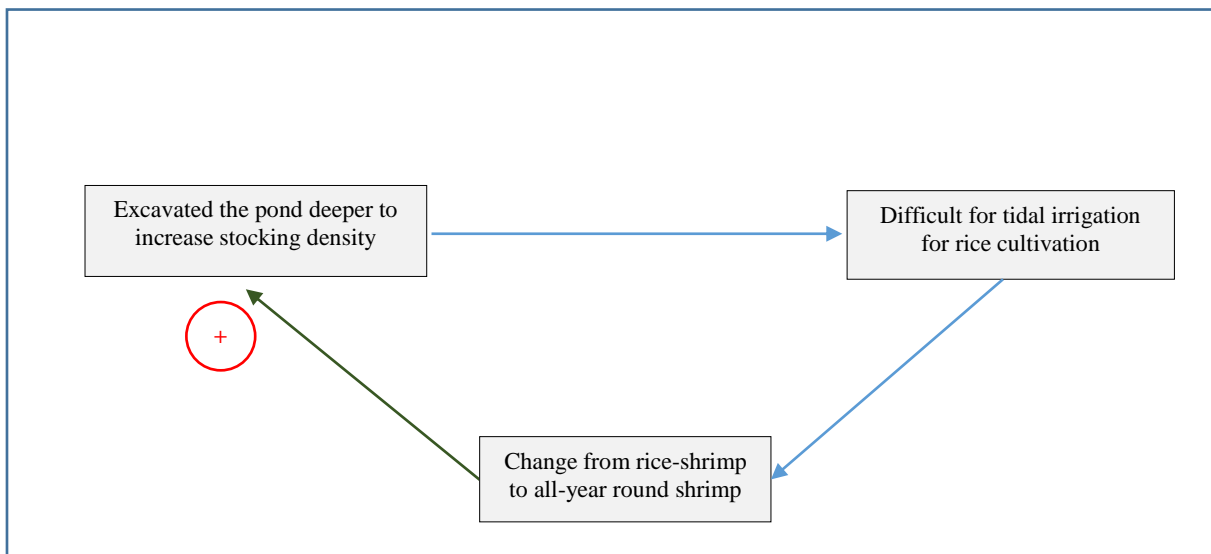 Excavated the pond deeper to
increase stocking density
Difficult for tidal irrigation
for rice cultivation
+
Change from rice-shrimp
to all-year round shrimp